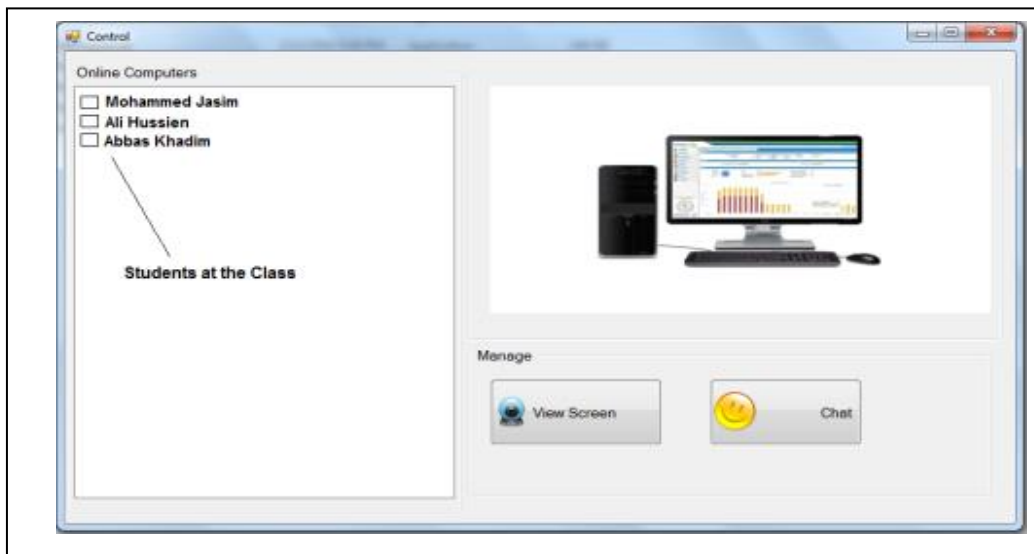 Control
Online Computers
Mohammed Jasim
Ali Hussien
Abbas Khadim
Students at the Class
Manage
View Screen
Chat